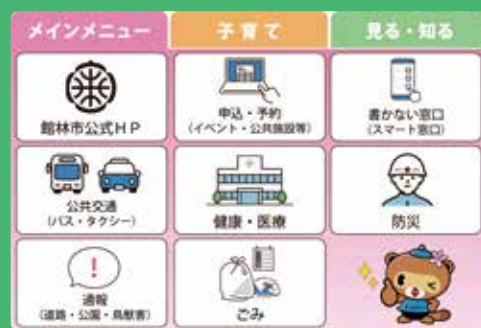 メインメニュー
子育て
見る・知る
館林市公式HP
申込・予約
(イベント・公共施設等)
書かない窓口
(スマート窓口)
公共交通
(バス・タクシー)
健康・医療
防災
!
通報
(道路・公園・鳥獣害)
ごみ